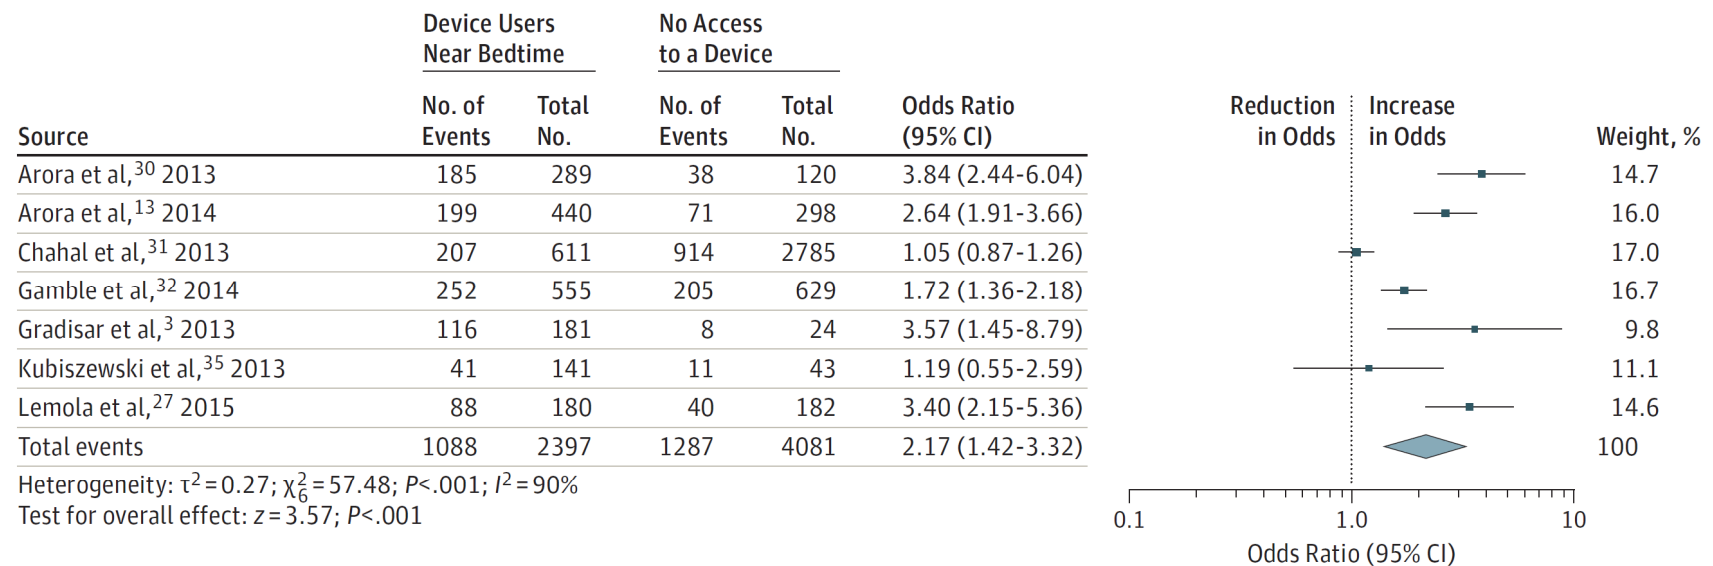 Device Users No Access
Near Bedtime to a Device
No. of Total No. of Total Odds Ratio Reduction Increase
Source Events No. Events No. (95% CI) in Odds in Odds Weight, %
Arora et al,30 2013 185 289 38 120 3.84 (2.44-6.04) 14.7
Arora et al,13 2014 199 440 71 298 2.64 (1.91-3.66) 16.0
Chahal et al,31 2013 207 611 914 2785 1.05 (0.87-1.26) 17.0
Gamble et al,32 2014 252 555 205 629 1.72 (1.36-2.18) 16.7
Gradisar et al,3 2013 116 181 8 24 3.57 (1.45-8.79) 9.8
Kubiszewski et al,35 2013 41 141 11 43 1.19 (0.55-2.59) 11.1
Lemola et al,27 2015 88 180 40 182 3.40 (2.15-5.36) 14.6
Total events 1088 2397 1287 4081 2.17 (1.42-3.32) 100
Heterogeneity: τ2 = 0.27; χ26 = 57.48; P<.001; I2 = 90%
Test for overall effect: z = 3.57; P<.001
0.1 1.0 10
Odds Ratio (95% CI)